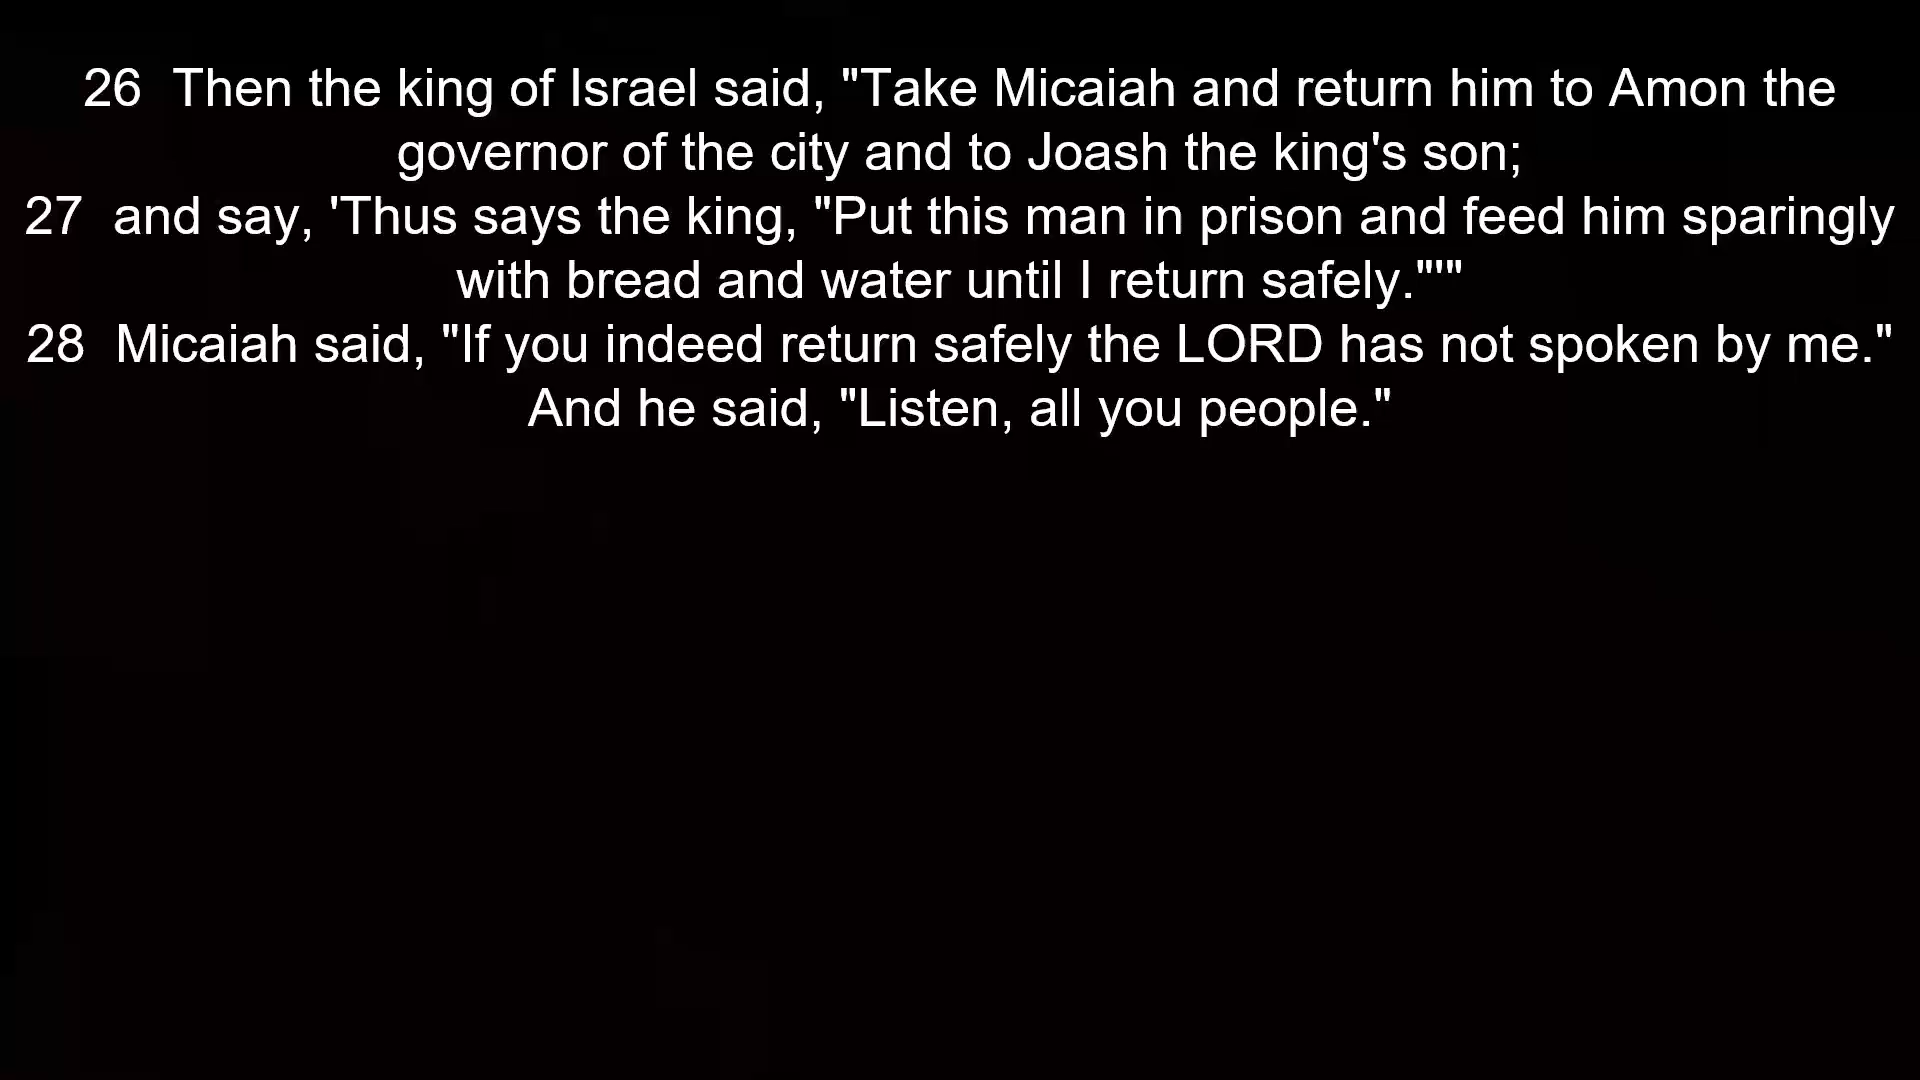 26  Then the king of Israel said, "Take Micaiah and return him to Amon the
governor of the city and to Joash the king's son;
27  and say, 'Thus says the king, "Put this man in prison and feed him sparingly
with bread and water until I return safely."'"
28  Micaiah said, "If you indeed return safely the LORD has not spoken by me."
And he said, "Listen, all you people."